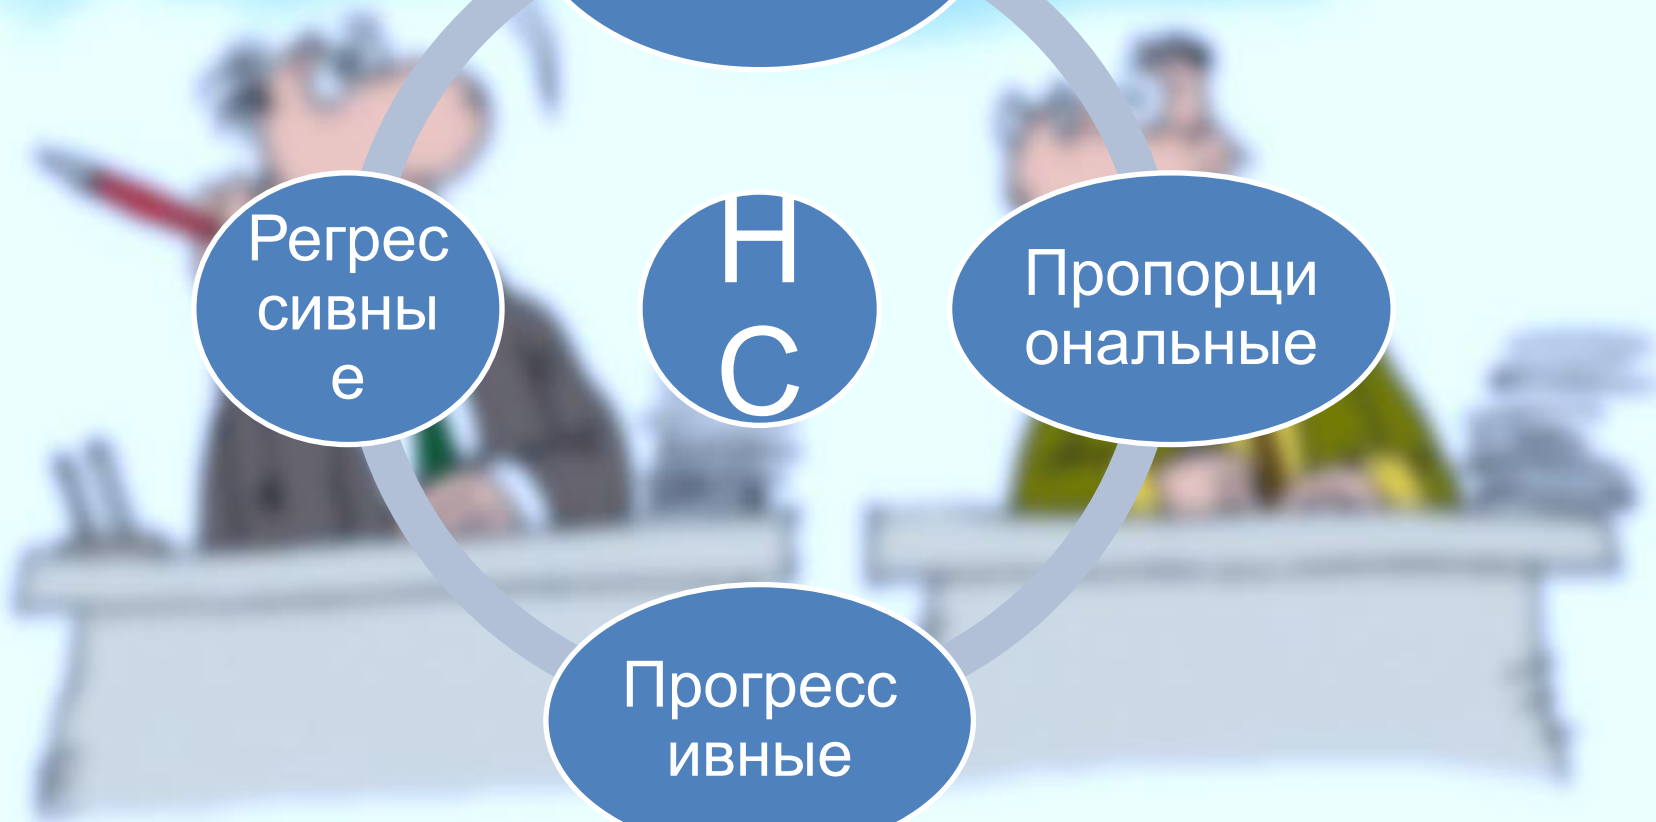 Регрес
сивны
е
Н
С
Пропорци
ональные
Прогресс
ивные